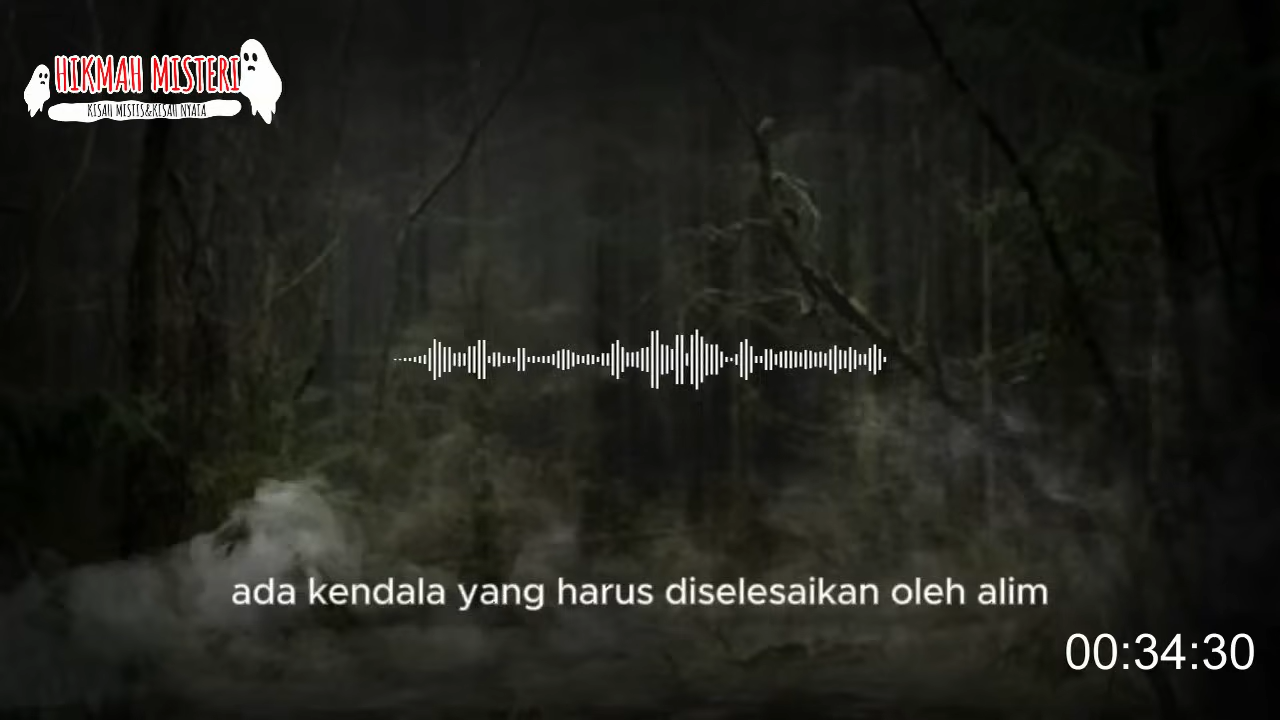 HIKMAH MISTERI
KISAH MISTIS&KISAH NYATA
ada kendala yang harus diselesaikan oleh alim
00:34:30